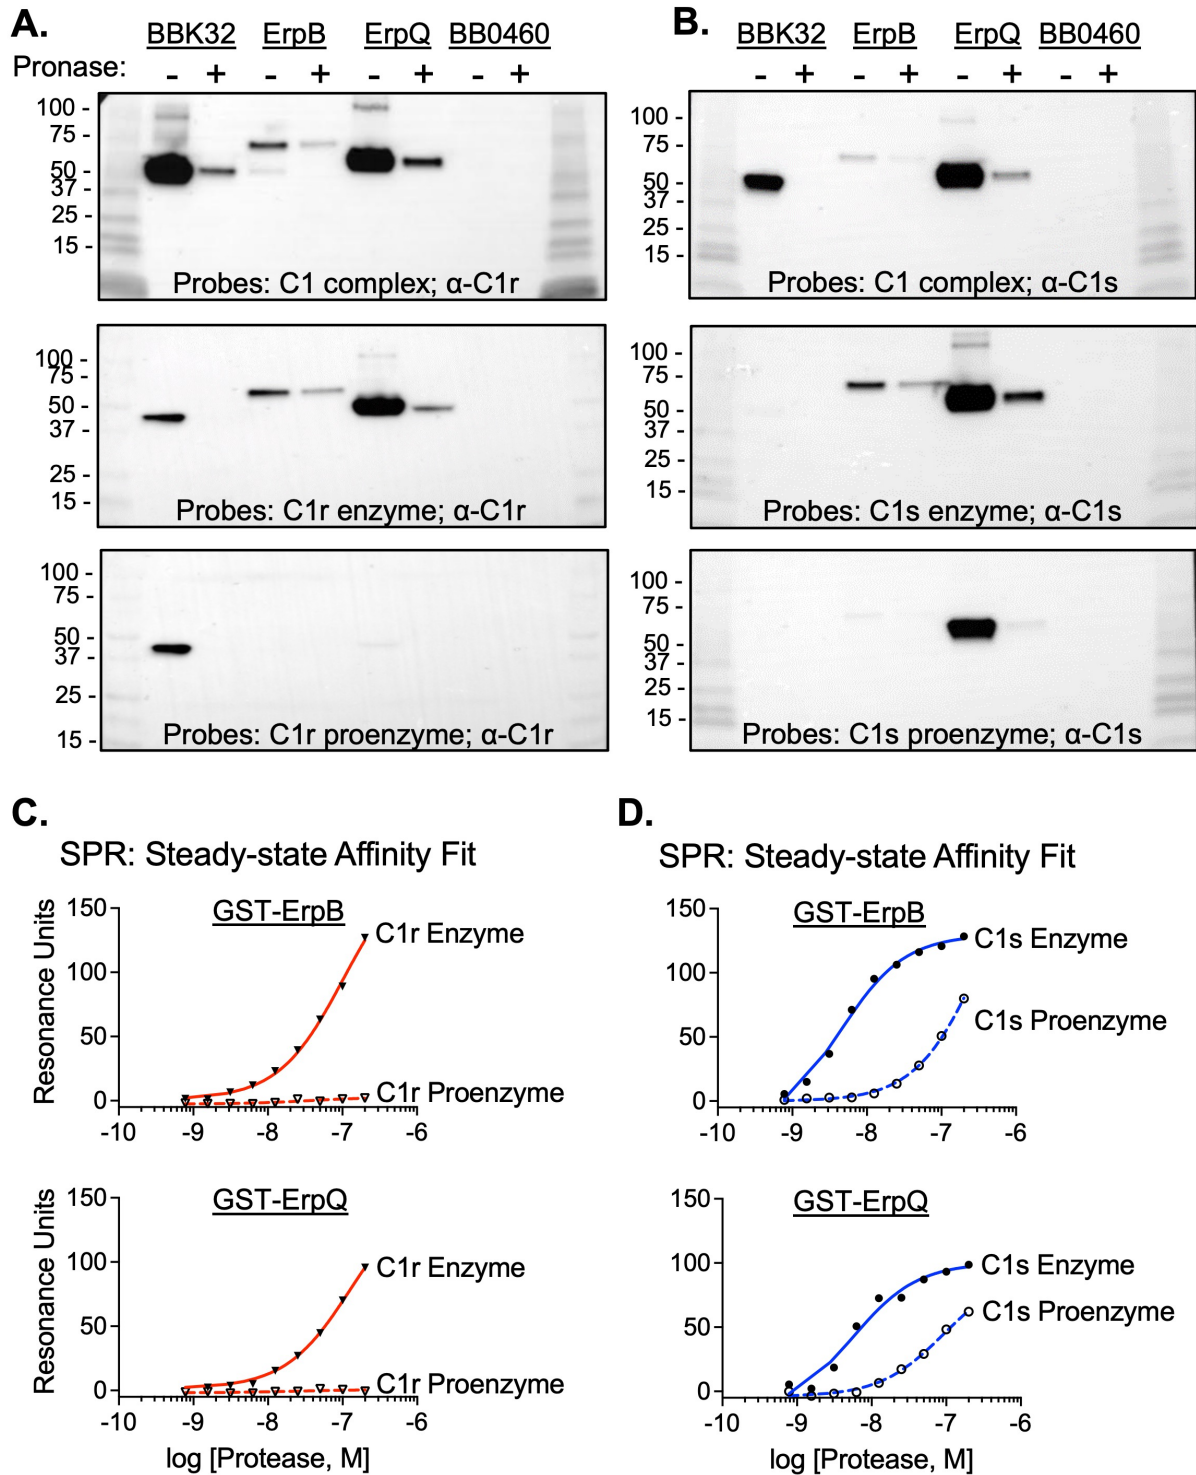 A.
BBK32 ErpB ErpQ BB0460
Pronase: - + - + - + - +
100 -
75 -
50 -
37 -
25 -
15 -
Probes: C1 complex; α-C1r
100 -
75 -
50 -
37 -
25 -
15 -
Probes: C1r enzyme; α-C1r
100 -
75 -
50 -
37 -
25 -
15 -
Probes: C1r proenzyme; α-C1r
B.
BBK32 ErpB ErpQ BB0460
- + - + - + - +
100 -
75 -
50 -
37 -
25 -
15 -
Probes: C1 complex; α-C1s
100 -
75 -
50 -
37 -
25 -
15 -
Probes: C1s enzyme; α-C1s
100 -
75 -
50 -
37 -
25 -
15 -
Probes: C1s proenzyme; α-C1s
C.
SPR: Steady-state Affinity Fit
GST-ErpB
Resonance Units
150
100
50
0
C1r Enzyme
C1r Proenzyme
-10 -9 -8 -7 -6
GST-ErpQ
Resonance Units
150
100
50
0
C1r Enzyme
C1r Proenzyme
-10 -9 -8 -7 -6
log [Protease, M]
D.
SPR: Steady-state Affinity Fit
GST-ErpB
150
100
50
0
C1s Enzyme
C1s Proenzyme
-10 -9 -8 -7 -6
GST-ErpQ
150
100
50
0
C1s Enzyme
C1s Proenzyme
-10 -9 -8 -7 -6
log [Protease, M]